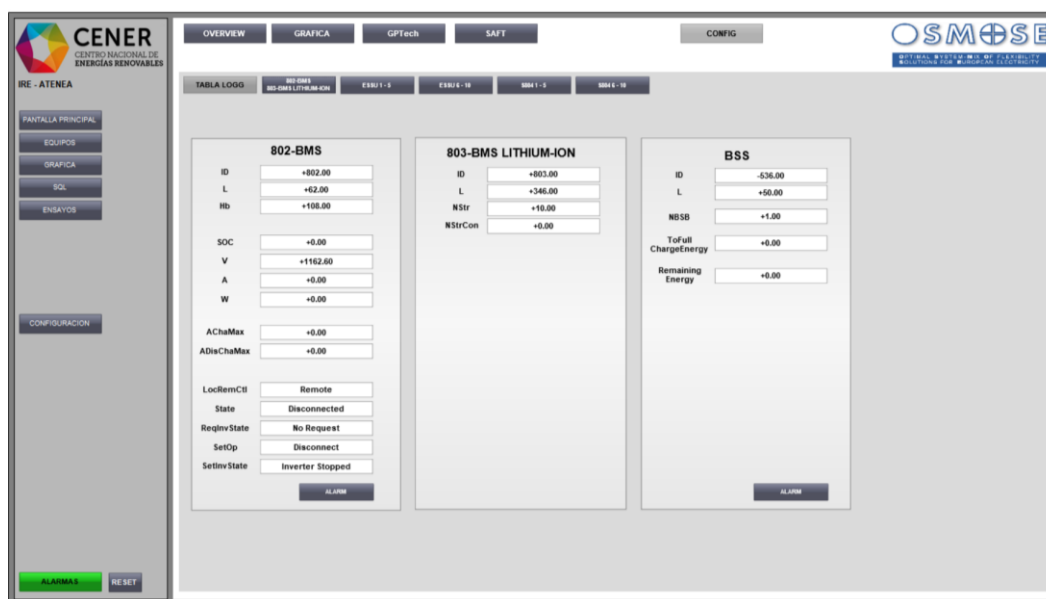 CENER
CENTRO NACIONAL DE
ENERGÍAS RENOVABLES
IRE - ATENEA
PANTALLA PRINCIPAL
EQUIPOS
GRAFICA
SQL
ENSAYOS
CONFIGURACION
ALARMAS
RESET
OVERVIEW
GRAFICA
GPTech
SAFT
CONFIG
OSMOSE
OPTIMAL SYSTEM-MIX OF FLEXIBILITY
SOLUTIONS FOR EUROPEAN ELECTRICITY
TABLA LOGG
802-BMS
803-BMS LITHIUM-ION
ESSU 1 - 5
ESSU 6 - 10
802-BMS
ID +802.00
L +62.00
Hb +108.00
SOC +0.00
V +1162.60
A +0.00
W +0.00
AChaMax +0.00
ADisChaMax +0.00
LocRemCtl Remote
State Disconnected
ReqInvState No Request
SetOp Disconnect
SetInvState Inverter Stopped
ALARM
803-BMS LITHIUM-ION
ID +803.00
L +346.00
NStr +10.00
NStrCon +0.00
BSS
ID -536.00
L +50.00
NBSB +1.00
ToFull
ChargeEnergy +0.00
Remaining
Energy +0.00
ALARM